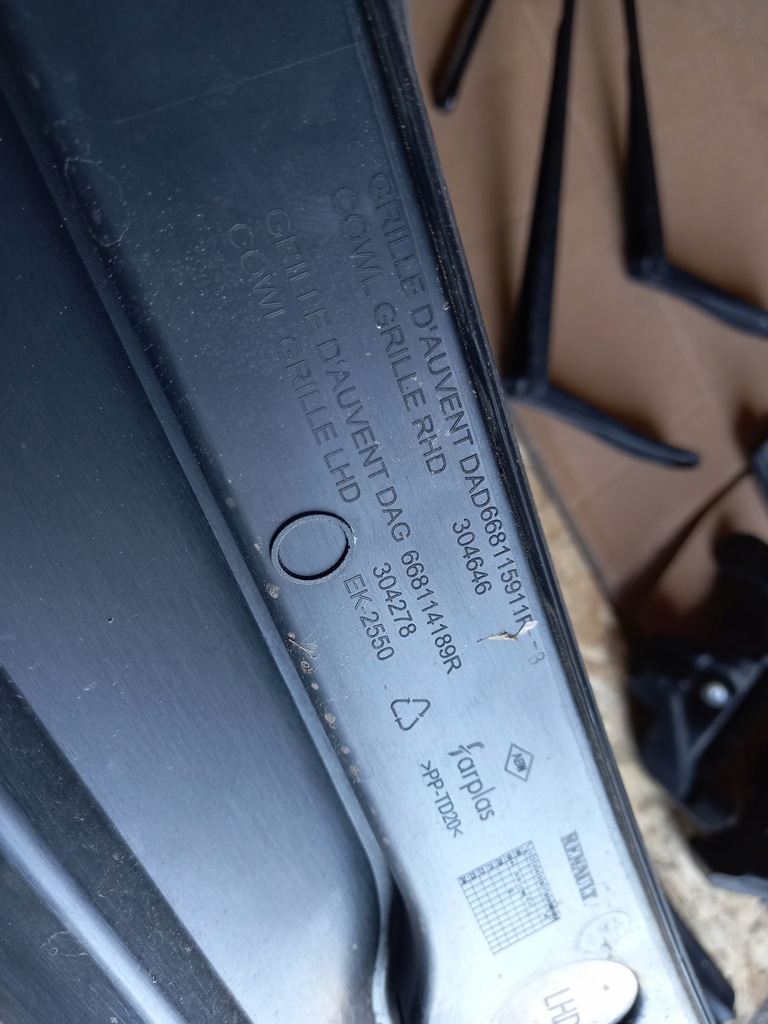 GRILLE D'AUVENT DAD668115911R -B
COWL GRILLE RHD 304646
GRILLE D'AUVENT DAG 668114189R
COWL GRILLE LHD 304278
EK-2550
farplas
>PP-TD20<
RENAULT
LHD